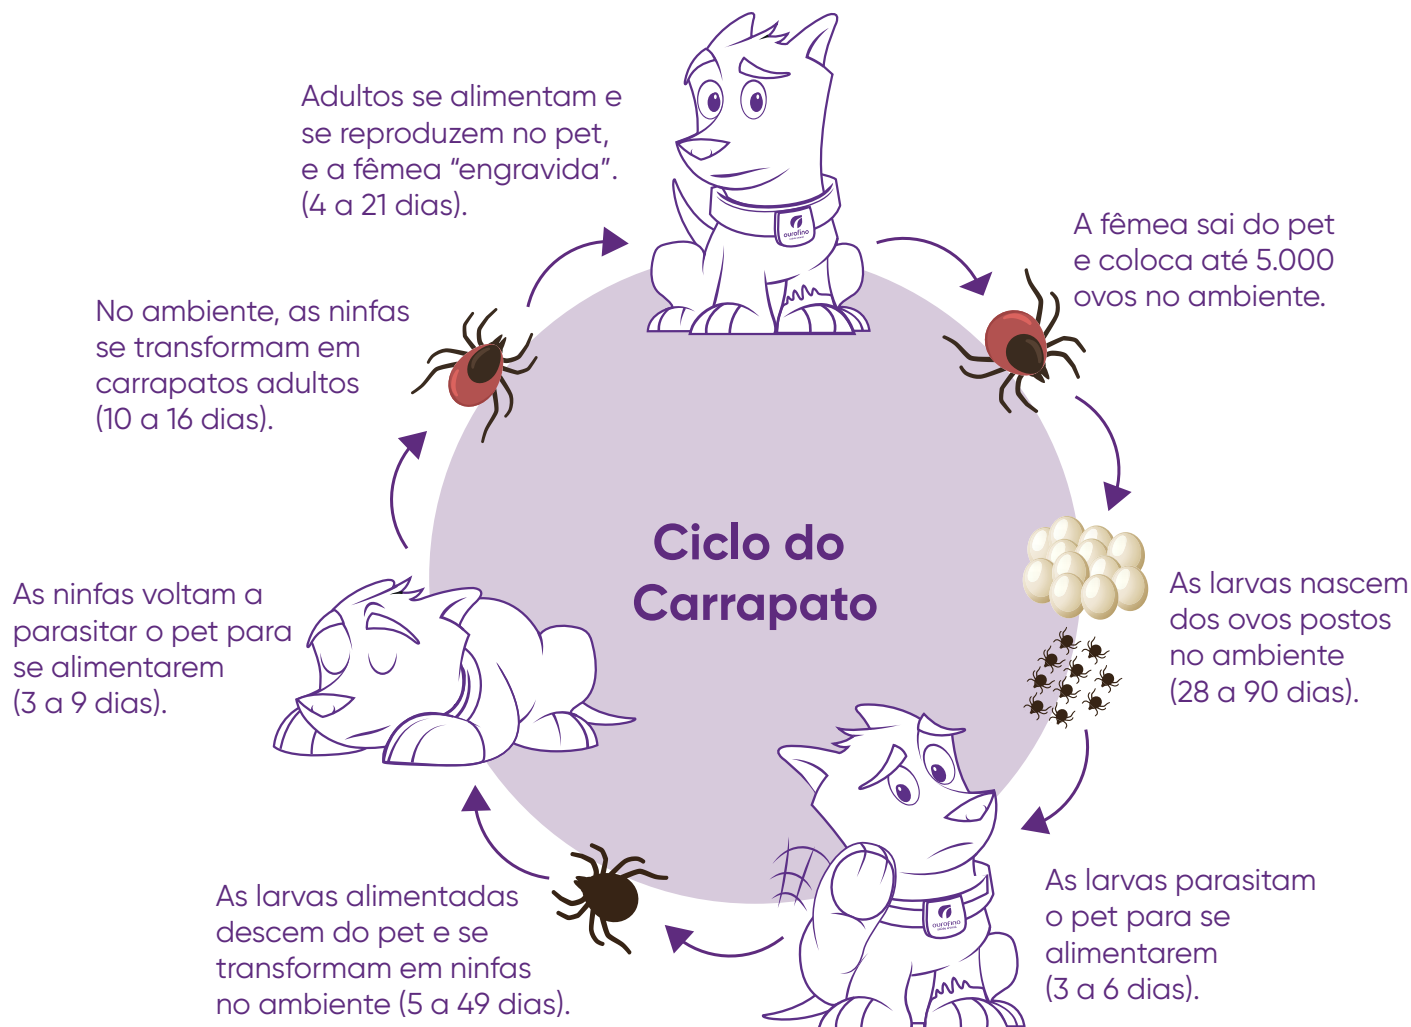 Adultos se alimentam e
se reproduzem no pet,
e a fêmea “engravida”.
(4 a 21 dias).
A fêmea sai do pet
e coloca até 5.000
ovos no ambiente.
No ambiente, as ninfas
se transformam em
carrapatos adultos
(10 a 16 dias).
Ciclo do
Carrapato
As ninfas voltam a
parasitar o pet para
se alimentarem
(3 a 9 dias).
As larvas nascem
dos ovos postos
no ambiente
(28 a 90 dias).
As larvas alimentadas
descem do pet e se
transformam em ninfas
no ambiente (5 a 49 dias).
As larvas parasitam
o pet para se
alimentarem
(3 a 6 dias).
ourofino
ourofino